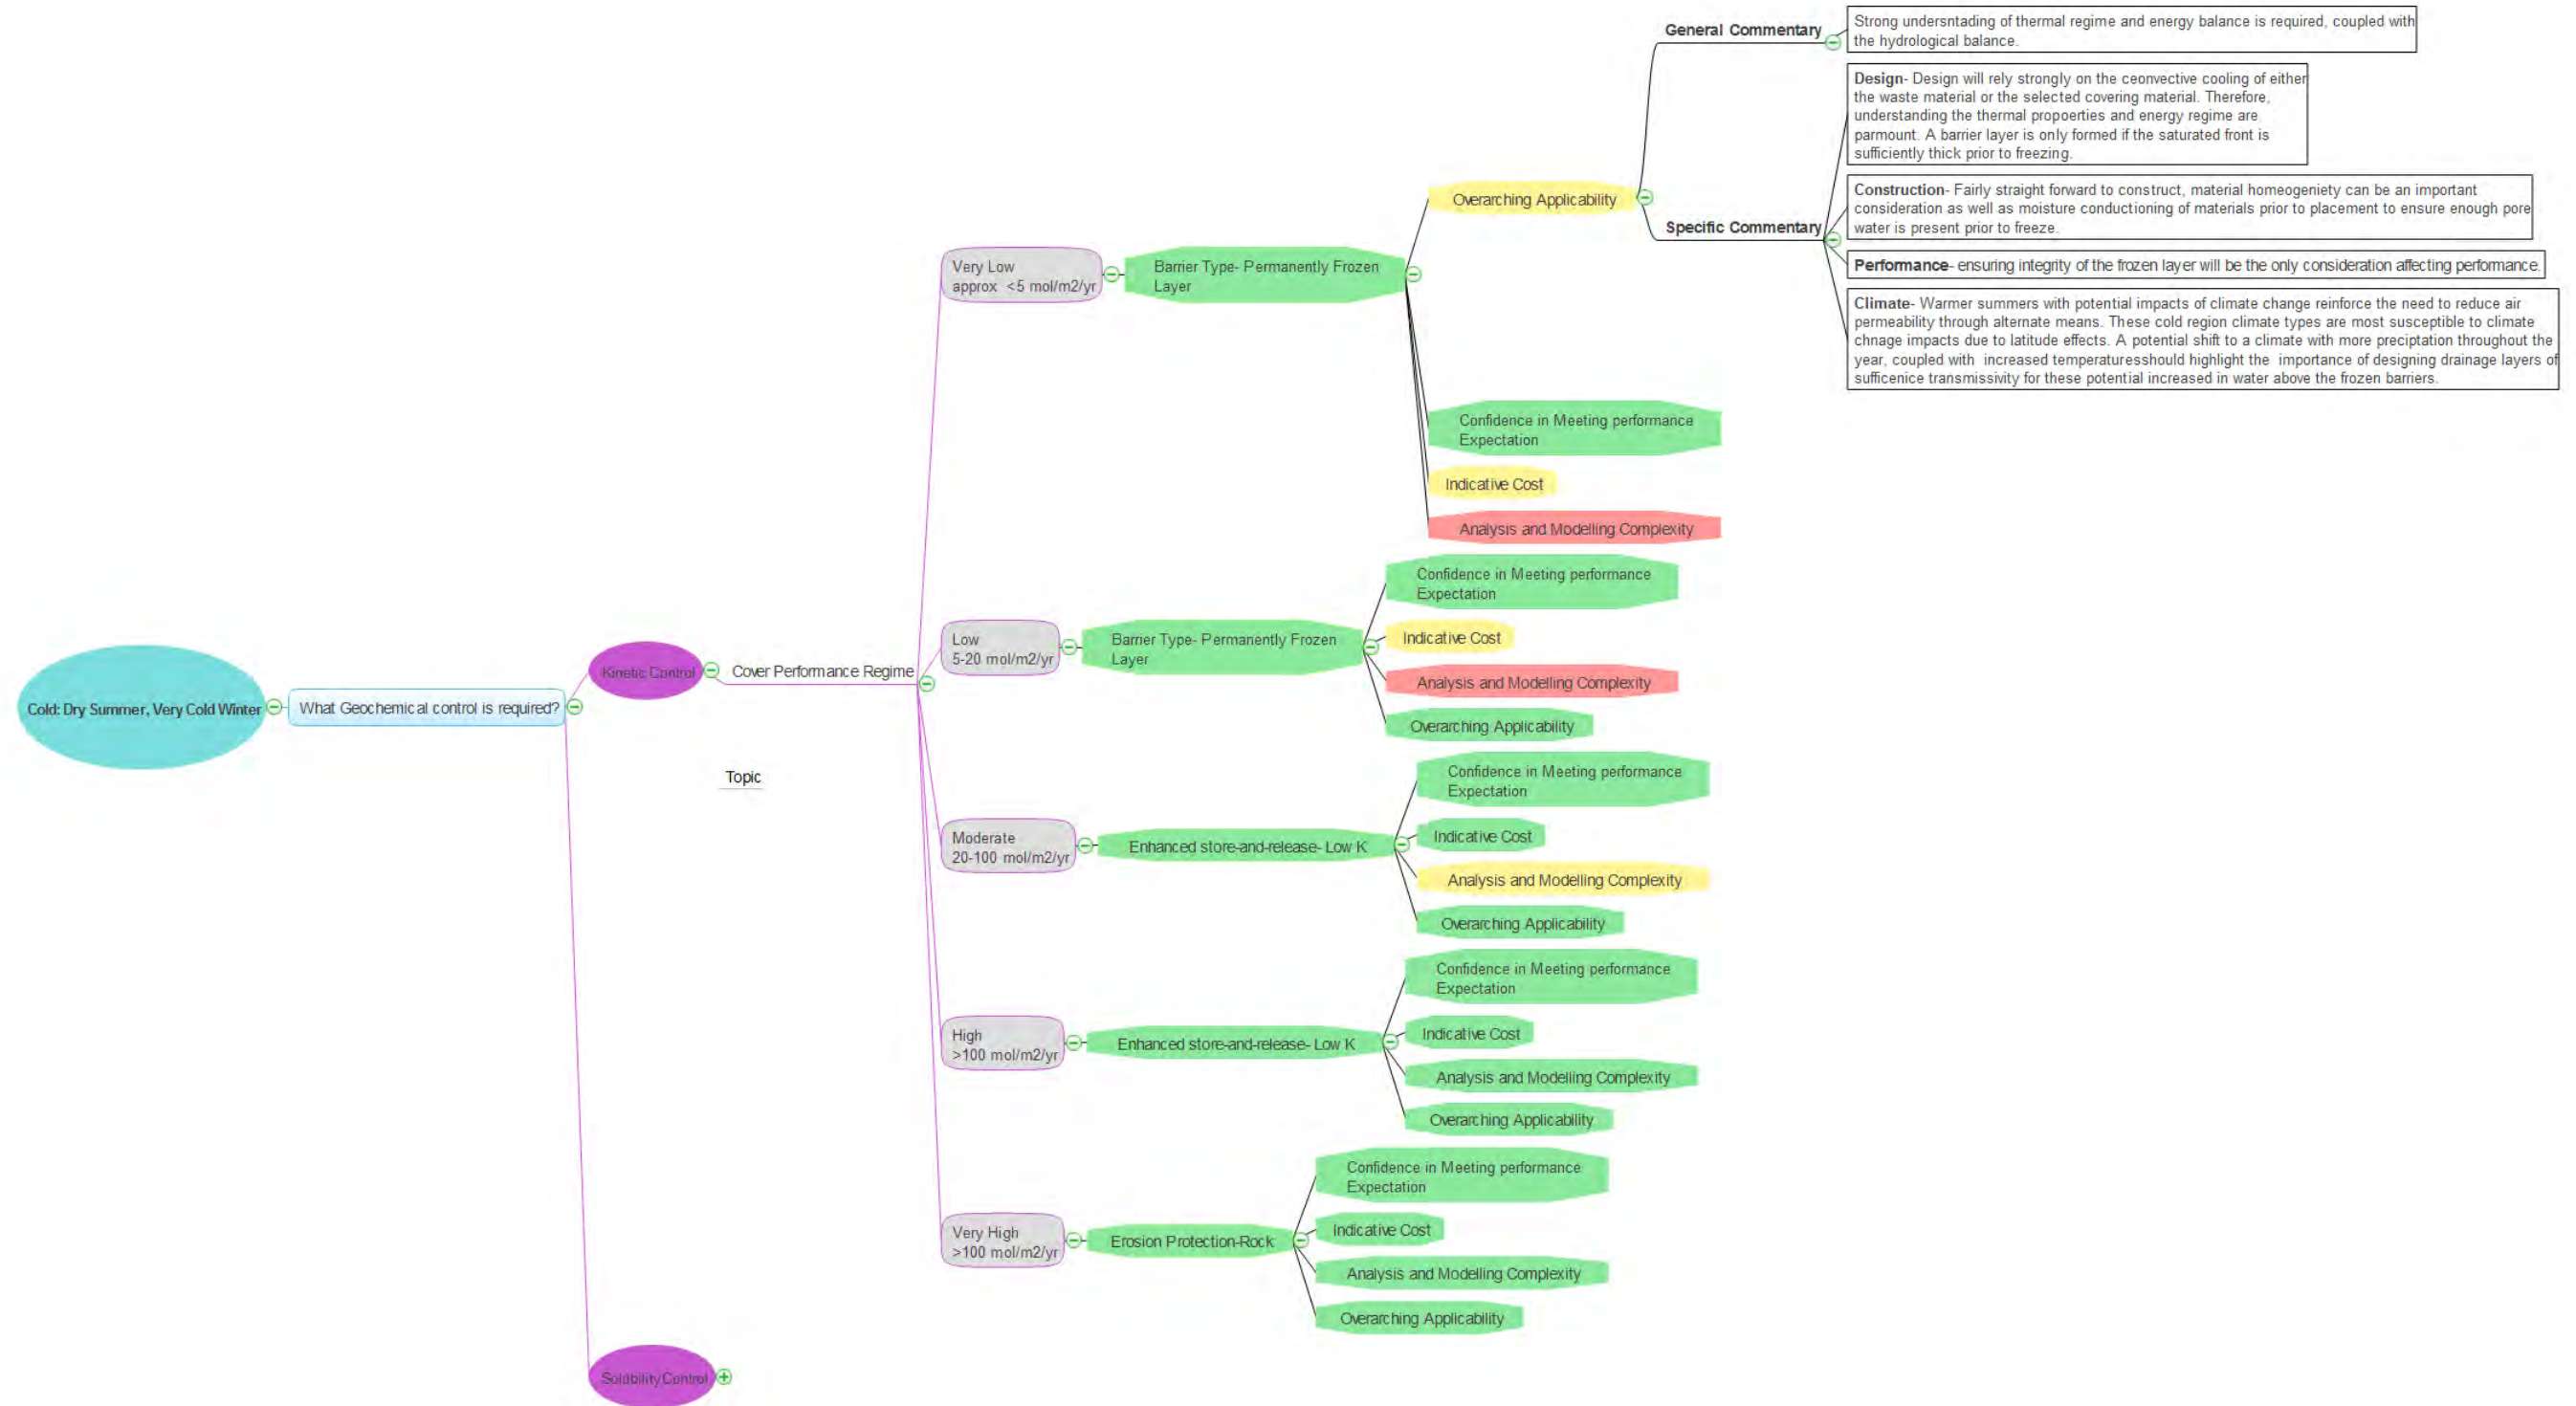 General Commentary
Strong undersntading of thermal regime and energy balance is required, coupled with
the hydrological balance.
Design- Design will rely strongly on the ceonvective cooling of either
the waste material or the selected covering material. Therefore,
understanding the thermal propoerties and energy regime are
parmount. A barrier layer is only formed if the saturated front is
sufficiently thick prior to freezing.
Overarching Applicability
Construction- Fairly straight forward to construct, material homeogeniety can be an important
consideration as well as moisture conductioning of materials prior to placement to ensure enough pore
water is present prior to freeze.
Specific Commentary
Performance- ensuring integrity of the frozen layer will be the only consideration affecting performance.
Climate- Warmer summers with potential impacts of climate change reinforce the need to reduce air
permeability through alternate means. These cold region climate types are most susceptible to climate
chnage impacts due to latitude effects. A potential shift to a climate with more preciptation throughout the
year, coupled with increased temperaturesshould highlight the importance of designing drainage layers of
sufficenice transmissivity for these potential increased in water above the frozen barriers.
Very Low
approx <5 mol/m2/yr
Barrier Type- Permanently Frozen
Layer
Confidence in Meeting performance
Expectation
Indicative Cost
Analysis and Modelling Complexity
Low
5-20 mol/m2/yr
Barrier Type- Permanently Frozen
Layer
Confidence in Meeting performance
Expectation
Indicative Cost
Analysis and Modelling Complexity
Overarching Applicability
Cold: Dry Summer, Very Cold Winter
What Geochemical control is required?
Kinetic Control
Cover Performance Regime
Topic
Moderate
20-100 mol/m2/yr
Enhanced store-and-release- Low K
Confidence in Meeting performance
Expectation
Indicative Cost
Analysis and Modelling Complexity
Overarching Applicability
High
>100 mol/m2/yr
Enhanced store-and-release- Low K
Confidence in Meeting performance
Expectation
Indicative Cost
Analysis and Modelling Complexity
Overarching Applicability
Very High
>100 mol/m2/yr
Erosion Protection-Rock
Confidence in Meeting performance
Expectation
Indicative Cost
Analysis and Modelling Complexity
Overarching Applicability
Solubility Control